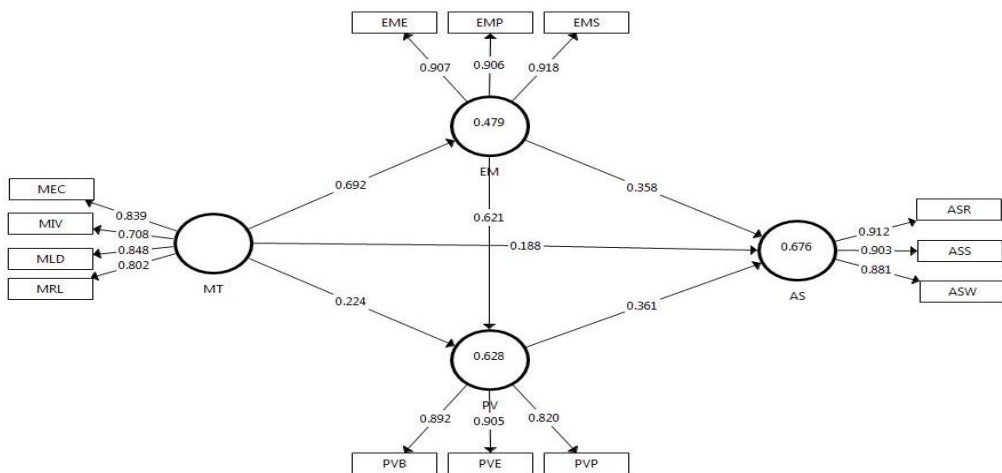 EME EMP EMS
0.907 0.906 0.918
0.479
EM
0.692 0.358
MEC
0.839
MIV
0.708
MLD
0.848
MRL
0.802
MT
0.621
0.188
0.676
AS
ASR
0.912
ASS
0.903
ASW
0.881
0.224 0.361
0.628
PV
0.892 0.905 0.820
PVB PVE PVP